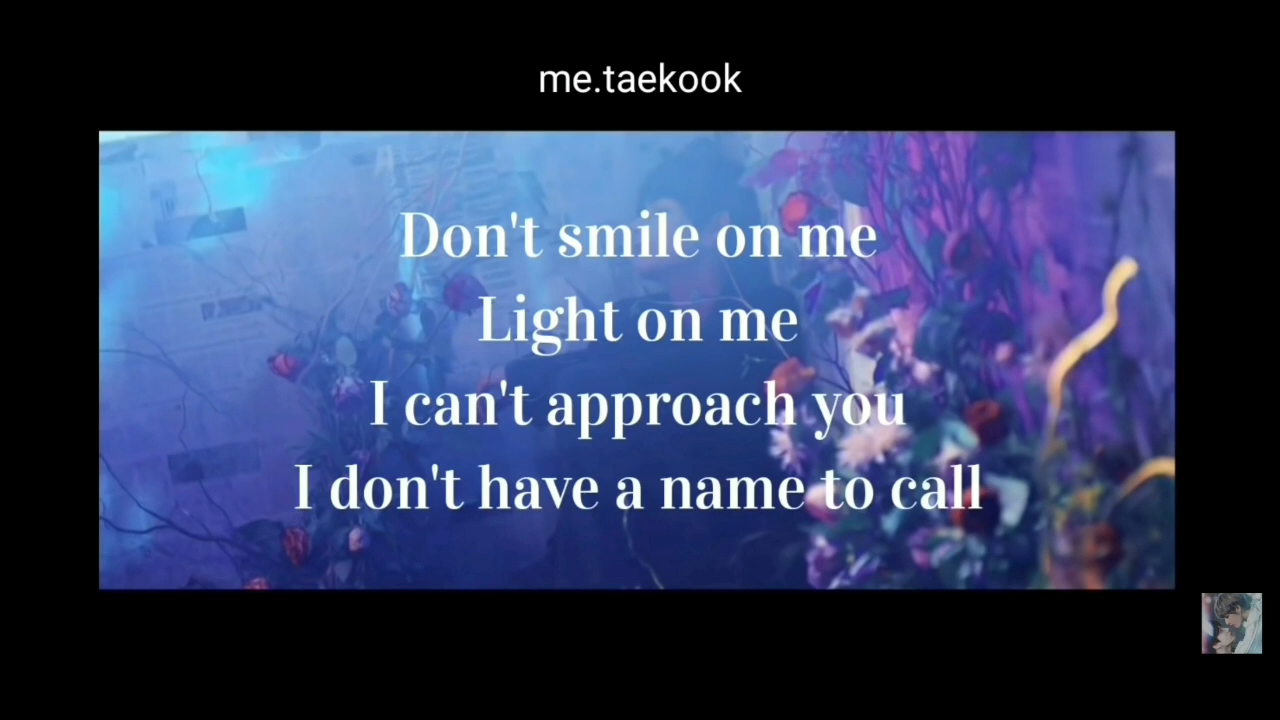 me.taekook
Don't smile on me
Light on me
I can't approach you
I don't have a name to call